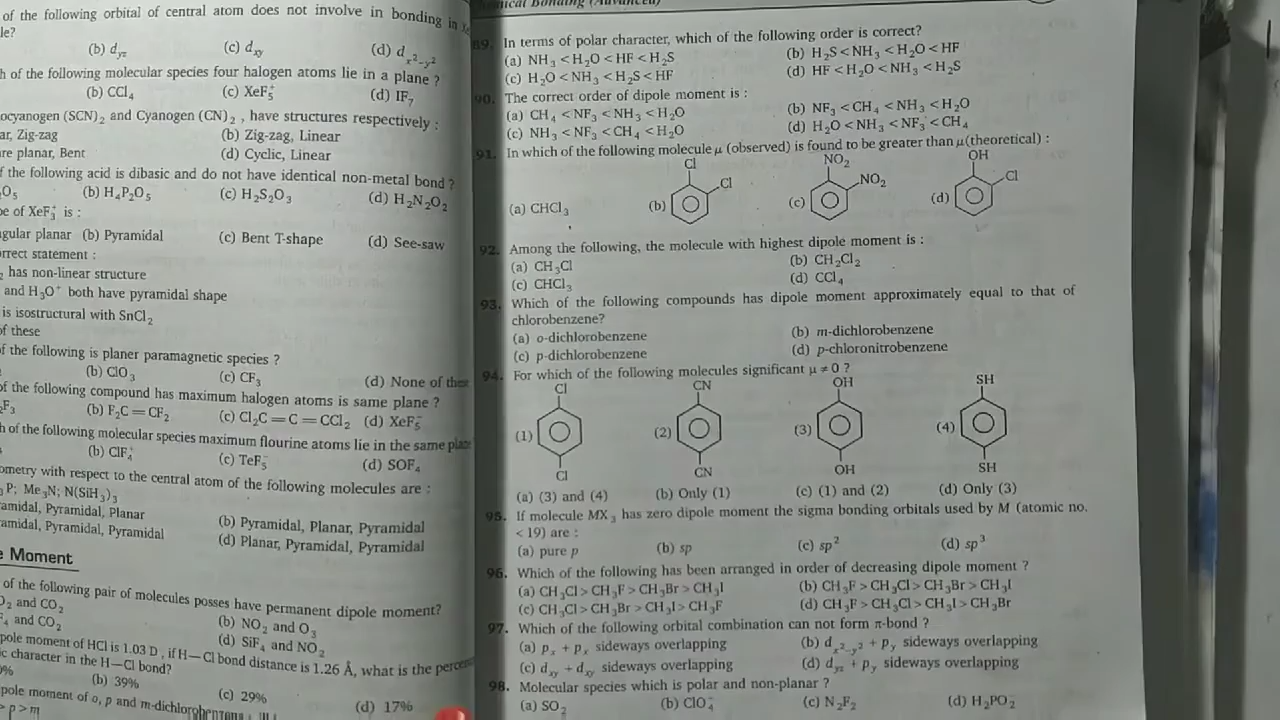 of the following orbital of central atom does not involve in bonding in
le?
(b) d_yz (c) d_xy (d) d_x²−y²
h of the following molecular species four halogen atoms lie in a plane ?
(b) CCl₄ (c) XeF₅⁺ (d) IF₇
ocyanogen (SCN)₂ and Cyanogen (CN)₂ , have structures respectively :
ar, Zig-zag (b) Zig-zag, Linear
re planar, Bent (d) Cyclic, Linear
f the following acid is dibasic and do not have identical non-metal bond ?
O₅ (b) H₄P₂O₅ (c) H₂S₂O₃ (d) H₂N₂O₂
pe of XeF₃⁺ is :
ngular planar (b) Pyramidal (c) Bent T-shape (d) See-saw
orrect statement :
₂ has non-linear structure
and H₃O⁺ both have pyramidal shape
is isostructural with SnCl₂
of these
f the following is planer paramagnetic species ?
(b) ClO₃ (c) CF₃ (d) None of these
of the following compound has maximum halogen atoms is same plane ?
F₃ (b) F₂C = CF₂ (c) Cl₂C = C = CCl₂ (d) XeF₅⁻
h of the following molecular species maximum flourine atoms lie in the same plane
(b) ClF₄⁺ (c) TeF₅⁻ (d) SOF₄
ometry with respect to the central atom of the following molecules are :
₃ P; Me₃N; N(SiH₃)₃
ramidal, Pyramidal, Planar (b) Pyramidal, Planar, Pyramidal
ramidal, Pyramidal, Pyramidal (d) Planar, Pyramidal, Pyramidal
e Moment
of the following pair of molecules posses have permanent dipole moment?
O₂ and CO₂ (b) NO₂ and O₃
F₄ and CO₂ (d) SiF₄ and NO₂
pole moment of HCl is 1.03 D , if H—Cl bond distance is 1.26 Å, what is the percen
ic character in the H—Cl bond?
0% (b) 39% (c) 29% (d) 17%
pole moment of o, p and m-dichlorobenzene
> p > m
Chemical Bonding (Advanced)
89. In terms of polar character, which of the following order is correct?
(a) NH₃ < H₂O < HF < H₂S (b) H₂S < NH₃ < H₂O < HF
(c) H₂O < NH₃ < H₂S < HF (d) HF < H₂O < NH₃ < H₂S
90. The correct order of dipole moment is :
(a) CH₄ < NF₃ < NH₃ < H₂O (b) NF₃ < CH₄ < NH₃ < H₂O
(c) NH₃ < NF₃ < CH₄ < H₂O (d) H₂O < NH₃ < NF₃ < CH₄
91. In which of the following molecule μ (observed) is found to be greater than μ(theoretical) :
Cl NO₂ OH
Cl NO₂ Cl
(a) CHCl₃ (b) (c) (d)
92. Among the following, the molecule with highest dipole moment is :
(a) CH₃Cl (b) CH₂Cl₂
(c) CHCl₃ (d) CCl₄
93. Which of the following compounds has dipole moment approximately equal to that of
chlorobenzene?
(a) o-dichlorobenzene (b) m-dichlorobenzene
(c) p-dichlorobenzene (d) p-chloronitrobenzene
94. For which of the following molecules significant μ ≠ 0 ?
Cl CN OH SH
(1) (2) (3) (4)
Cl CN OH SH
(a) (3) and (4) (b) Only (1) (c) (1) and (2) (d) Only (3)
95. If molecule MX₃ has zero dipole moment the sigma bonding orbitals used by M (atomic no.
< 19) are :
(a) pure p (b) sp (c) sp² (d) sp³
96. Which of the following has been arranged in order of decreasing dipole moment ?
(a) CH₃Cl > CH₃F > CH₃Br > CH₃I (b) CH₃F > CH₃Cl > CH₃Br > CH₃I
(c) CH₃Cl > CH₃Br > CH₃I > CH₃F (d) CH₃F > CH₃Cl > CH₃I > CH₃Br
97. Which of the following orbital combination can not form π-bond ?
(a) pₓ + pₓ sideways overlapping (b) d_x²−y² + p_y sideways overlapping
(c) d_xy + d_xy sideways overlapping (d) d_yz + p_y sideways overlapping
98. Molecular species which is polar and non-planar ?
(a) SO₂ (b) ClO₄⁻ (c) N₂F₂ (d) H₂PO₂⁻